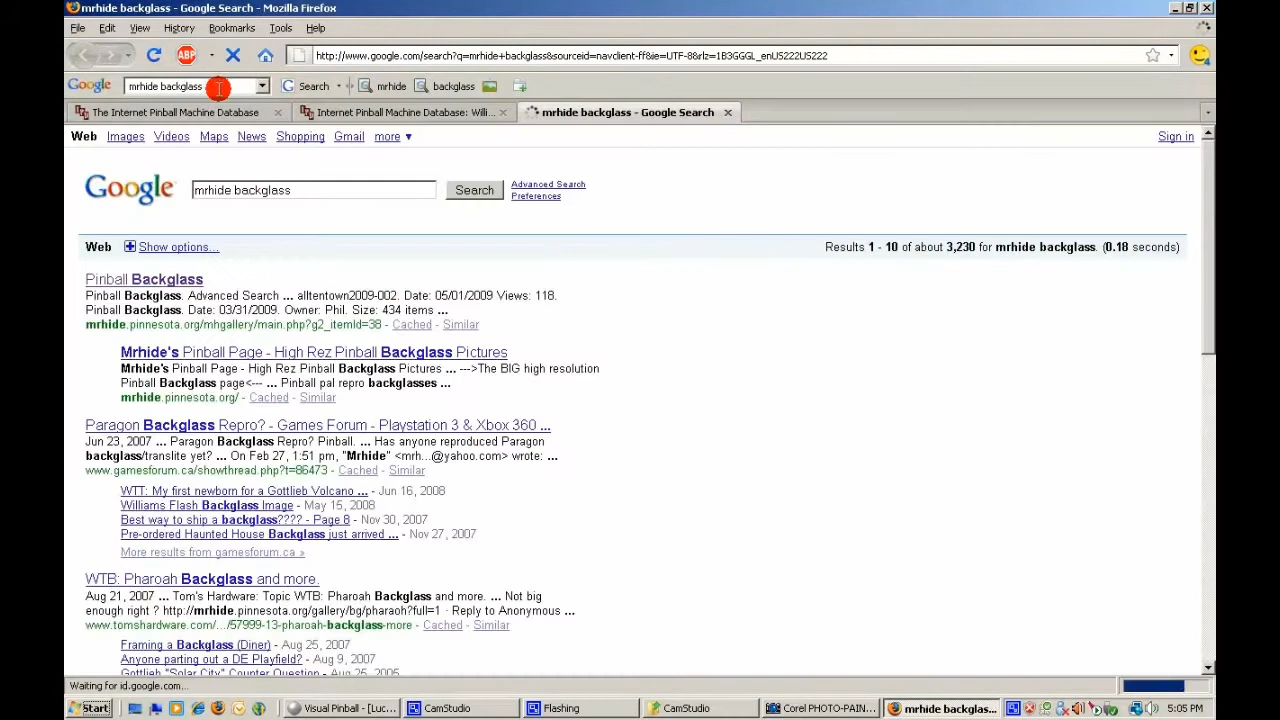 mrhide backglass - Google Search - Mozilla Firefox
File Edit View History Bookmarks Tools Help
ABP http://www.google.com/search?q=mrhide+backglass&sourceid=navclient-ff&ie=UTF-8&rlz=1B3GGGL_enUS222US222
Google mrhide backglass G Search mrhide backglass
The Internet Pinball Machine Database Internet Pinball Machine Database: Willi... mrhide backglass - Google Search
Web Images Videos Maps News Shopping Gmail more ▼ Sign in
Google mrhide backglass Search Advanced Search
Preferences
Web Show options... Results 1 - 10 of about 3,230 for mrhide backglass. (0.18 seconds)
Pinball Backglass
Pinball Backglass. Advanced Search ... alltentown2009-002. Date: 05/01/2009 Views: 118.
Pinball Backglass. Date: 03/31/2009. Owner: Phil. Size: 434 items ...
mrhide.pinnesota.org/mhgallery/main.php?g2_itemId=38 - Cached - Similar
Mrhide's Pinball Page - High Rez Pinball Backglass Pictures
Mrhide's Pinball Page - High Rez Pinball Backglass Pictures ... --->The BIG high resolution
Pinball Backglass page<--- ... Pinball pal repro backglasses ...
mrhide.pinnesota.org/ - Cached - Similar
Paragon Backglass Repro? - Games Forum - Playstation 3 & Xbox 360 ...
Jun 23, 2007 ... Paragon Backglass Repro? Pinball. ... Has anyone reproduced Paragon
backglass/translite yet? ... On Feb 27, 1:51 pm, "Mrhide" <mrh...@yahoo.com> wrote: ...
www.gamesforum.ca/showthread.php?t=86473 - Cached - Similar
WTT: My first newborn for a Gottlieb Volcano ... - Jun 16, 2008
Williams Flash Backglass Image - May 15, 2008
Best way to ship a backglass???? - Page 8 - Nov 30, 2007
Pre-ordered Haunted House Backglass just arrived ... - Nov 27, 2007
More results from gamesforum.ca »
WTB: Pharoah Backglass and more.
Aug 21, 2007 ... Tom's Hardware: Topic WTB: Pharoah Backglass and more. ... Not big
enough right ? http://mrhide.pinnesota.org/gallery/bg/pharoah?full=1 · Reply to Anonymous ...
www.tomshardware.com/.../57999-13-pharoah-backglass-more - Cached - Similar
Framing a Backglass (Diner) - Aug 25, 2007
Anyone parting out a DE Playfield? - Aug 9, 2007
Gottlieb "Solar City" Counter Question - Aug 25, 2005
Waiting for id.google.com...
Start Visual Pinball - [Luc... CamStudio Flashing CamStudio Corel PHOTO-PAIN... mrhide backglas... 5:05 PM